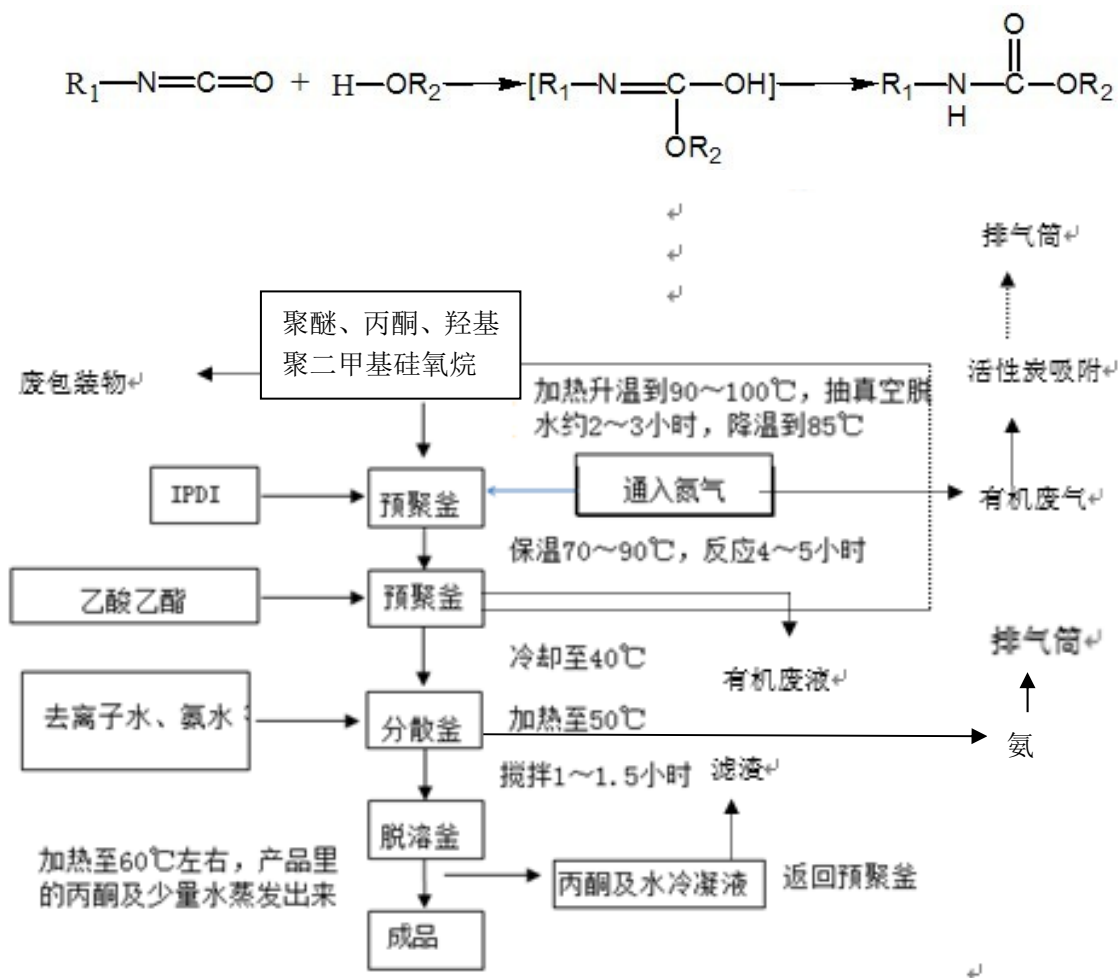 R1—N═C═O + H—OR2 [R1—N═C—OH] R1—N—C—OR2
OR2
H
O
排气筒
聚醚、丙酮、羟基
聚二甲基硅氧烷
废包装物
活性炭吸附
加热升温到90～100℃，抽真空脱
水约2～3小时，降温到85℃
IPDI
预聚釜
通入氮气
有机废气
保温70～90℃，反应4～5小时
乙酸乙酯
预聚釜
排气筒
冷却至40℃
有机废液
去离子水、氨水
分散釜
加热至50℃
氨
搅拌1～1.5小时
滤渣
脱溶釜
加热至60℃左右，产品里
的丙酮及少量水蒸发出来
丙酮及水冷凝液
返回预聚釜
成品